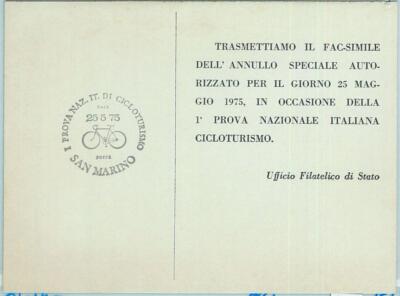 I PROVA NAZ. IT. DI CICLOTURISMO
25-5-75
SAN MARINO
TRASMETTIAMO IL FAC-SIMILE
DELL'ANNULLO SPECIALE AUTO-
RIZZATO PER IL GIORNO 25 MAG-
GIO 1975, IN OCCASIONE DELLA
1ª PROVA NAZIONALE ITALIANA
CICLOTURISMO.
Ufficio Filatelico di Stato